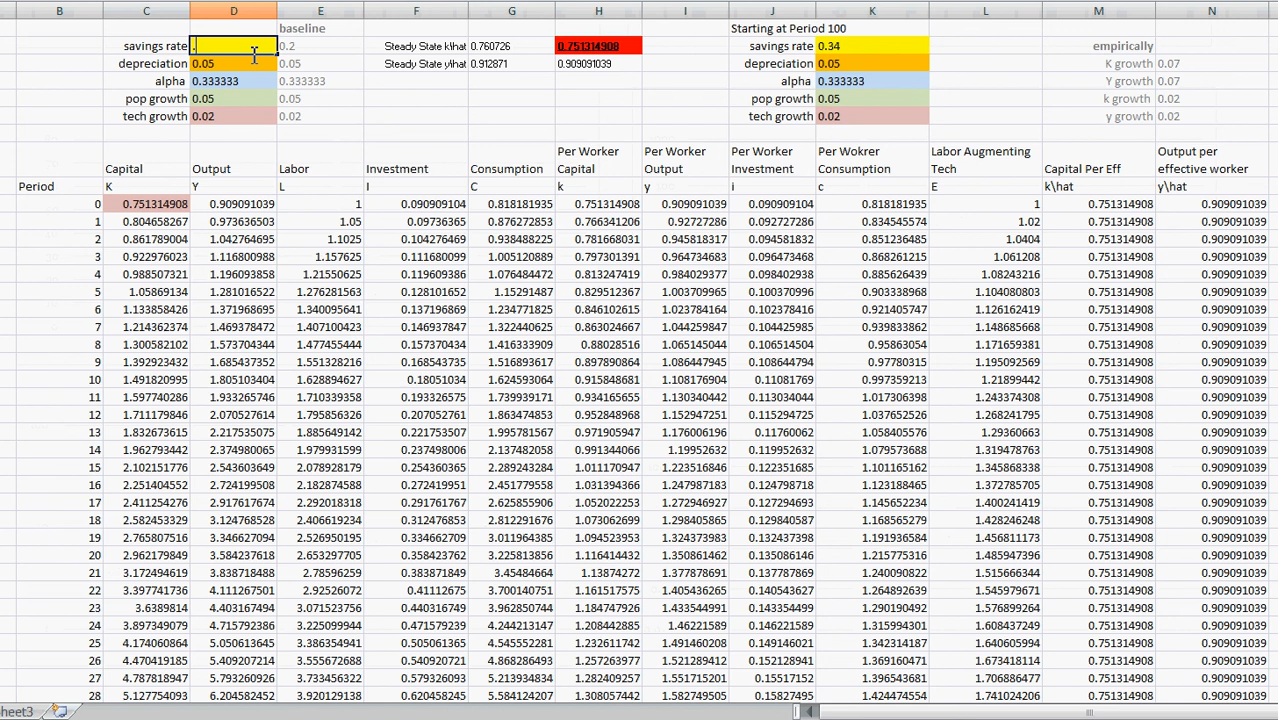 B C D E F G H I J K L M N
baseline Starting at Period 100
savings rate . 0.2 Steady State k\hat 0.760726 0.751314908 savings rate 0.34 empirically
depreciation 0.05 0.05 Steady State y\hat 0.912871 0.909091039 depreciation 0.05 K growth 0.07
alpha 0.333333 0.333333 alpha 0.333333 Y growth 0.07
pop growth 0.05 0.05 pop growth 0.05 k growth 0.02
tech growth 0.02 0.02 tech growth 0.02 y growth 0.02
Per Worker Per Worker Per Worker Per Wokrer Labor Augmenting Output per
Capital Output Labor Investment Consumption Capital Output Investment Consumption Tech Capital Per Eff effective worker
Period K Y L I C k y i c E k\hat y\hat
0 0.751314908 0.909091039 1 0.090909104 0.818181935 0.751314908 0.909091039 0.090909104 0.818181935 1 0.751314908 0.909091039
1 0.804658267 0.973636503 1.05 0.09736365 0.876272853 0.766341206 0.92727286 0.092727286 0.834545574 1.02 0.751314908 0.909091039
2 0.861789004 1.042764695 1.1025 0.104276469 0.938488225 0.781668031 0.945818317 0.094581832 0.851236485 1.0404 0.751314908 0.909091039
3 0.922976023 1.116800988 1.157625 0.111680099 1.005120889 0.797301391 0.964734683 0.096473468 0.868261215 1.061208 0.751314908 0.909091039
4 0.988507321 1.196093858 1.21550625 0.119609386 1.076484472 0.813247419 0.984029377 0.098402938 0.885626439 1.08243216 0.751314908 0.909091039
5 1.05869134 1.281016522 1.276281563 0.128101652 1.15291487 0.829512367 1.003709965 0.100370996 0.903338968 1.104080803 0.751314908 0.909091039
6 1.133858426 1.371968695 1.340095641 0.137196869 1.234771825 0.846102615 1.023784164 0.102378416 0.921405747 1.126162419 0.751314908 0.909091039
7 1.214362374 1.469378472 1.407100423 0.146937847 1.322440625 0.863024667 1.044259847 0.104425985 0.939833862 1.148685668 0.751314908 0.909091039
8 1.300582102 1.573704344 1.477455444 0.157370434 1.416333909 0.88028516 1.065145044 0.106514504 0.95863054 1.171659381 0.751314908 0.909091039
9 1.392923432 1.685437352 1.551328216 0.168543735 1.516893617 0.897890864 1.086447945 0.108644794 0.97780315 1.195092569 0.751314908 0.909091039
10 1.491820995 1.805103404 1.628894627 0.18051034 1.624593064 0.915848681 1.108176904 0.11081769 0.997359213 1.21899442 0.751314908 0.909091039
11 1.597740286 1.933265746 1.710339358 0.193326575 1.739939171 0.934165655 1.130340442 0.113034044 1.017306398 1.243374308 0.751314908 0.909091039
12 1.711179846 2.070527614 1.795856326 0.207052761 1.863474853 0.952848968 1.152947251 0.115294725 1.037652526 1.268241795 0.751314908 0.909091039
13 1.832673615 2.217535075 1.885649142 0.221753507 1.995781567 0.971905947 1.176006196 0.11760062 1.058405576 1.29360663 0.751314908 0.909091039
14 1.962793442 2.374980065 1.979931599 0.237498006 2.137482058 0.991344066 1.19952632 0.119952632 1.079573688 1.319478763 0.751314908 0.909091039
15 2.102151776 2.543603649 2.078928179 0.254360365 2.289243284 1.011170947 1.223516846 0.122351685 1.101165162 1.345868338 0.751314908 0.909091039
16 2.251404552 2.724199508 2.182874588 0.272419951 2.451779558 1.031394366 1.247987183 0.124798718 1.123188465 1.372785705 0.751314908 0.909091039
17 2.411254276 2.917617674 2.292018318 0.291761767 2.625855906 1.052022253 1.272946927 0.127294693 1.145652234 1.400241419 0.751314908 0.909091039
18 2.582453329 3.124768528 2.406619234 0.312476853 2.812291676 1.073062699 1.298405866 0.129840587 1.168565279 1.428246248 0.751314908 0.909091039
19 2.765807516 3.346627094 2.526950195 0.334662709 3.011964385 1.094523953 1.324373983 0.132437398 1.191936584 1.456811173 0.751314908 0.909091039
20 2.962179849 3.584237618 2.653297705 0.358423762 3.225813856 1.116414432 1.350861462 0.135086146 1.215775316 1.485947396 0.751314908 0.909091039
21 3.172494619 3.838718488 2.78596259 0.383871849 3.45484664 1.13874272 1.377878691 0.137787869 1.240090822 1.515666344 0.751314908 0.909091039
22 3.397741736 4.111267501 2.92526072 0.41112675 3.700140751 1.161517575 1.405436265 0.140543627 1.264892639 1.545979671 0.751314908 0.909091039
23 3.6389814 4.403167494 3.071523756 0.440316749 3.962850744 1.184747926 1.433544991 0.143354499 1.290190492 1.576899264 0.751314908 0.909091039
24 3.897349079 4.715792386 3.225099944 0.471579239 4.244213147 1.208442885 1.46221589 0.146221589 1.315994301 1.608437249 0.751314908 0.909091039
25 4.174060864 5.050613645 3.386354941 0.505061365 4.545552281 1.232611742 1.491460208 0.149146021 1.342314187 1.640605994 0.751314908 0.909091039
26 4.470419185 5.409207214 3.555672688 0.540920721 4.868286493 1.257263977 1.521289412 0.152128941 1.369160471 1.673418114 0.751314908 0.909091039
27 4.787818947 5.793260926 3.733456322 0.579326093 5.213934834 1.282409257 1.551715201 0.15517152 1.396543681 1.706886477 0.751314908 0.909091039
28 5.127754093 6.204582452 3.920129138 0.620458245 5.584124207 1.308057442 1.582749505 0.15827495 1.424474554 1.741024206 0.751314908 0.909091039
heet3